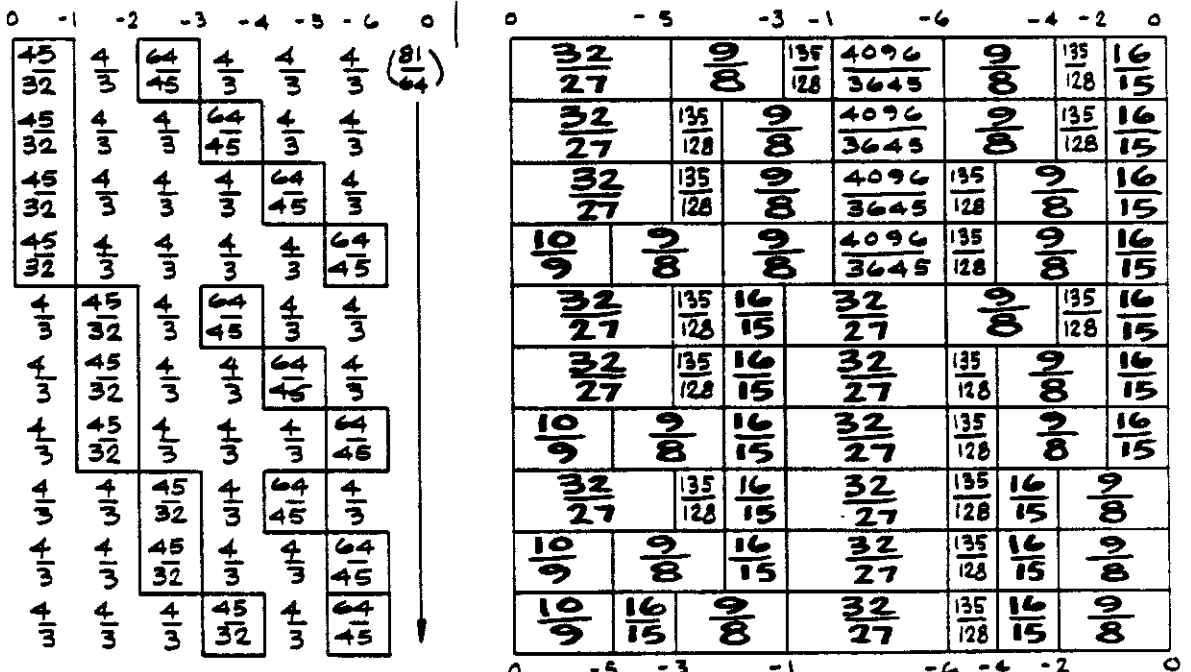 0 -1 -2 -3 -4 -5 -6 0 0 -5 -3 -1 -6 -4 -2 0
45/32 4/3 64/45 4/3 4/3 4/3 (81/64) 32/27 9/8 135/128 4096/3645 9/8 135/128 16/15
45/32 4/3 4/3 64/45 4/3 4/3 32/27 135/128 9/8 4096/3645 9/8 135/128 16/15
45/32 4/3 4/3 4/3 64/45 4/3 32/27 135/128 9/8 4096/3645 135/128 9/8 16/15
45/32 4/3 4/3 4/3 4/3 64/45 10/9 9/8 9/8 4096/3645 135/128 9/8 16/15
4/3 45/32 4/3 64/45 4/3 4/3 32/27 135/128 16/15 32/27 9/8 135/128 16/15
4/3 45/32 4/3 4/3 64/45 4/3 32/27 135/128 16/15 32/27 135/128 9/8 16/15
4/3 45/32 4/3 4/3 4/3 64/45 10/9 9/8 16/15 32/27 135/128 9/8 16/15
4/3 4/3 45/32 4/3 64/45 4/3 32/27 135/128 16/15 32/27 135/128 16/15 9/8
4/3 4/3 45/32 4/3 4/3 64/45 10/9 9/8 16/15 32/27 135/128 16/15 9/8
4/3 4/3 4/3 45/32 4/3 64/45 10/9 16/15 9/8 32/27 135/128 16/15 9/8
0 -5 -3 -1 -6 -4 -2 0